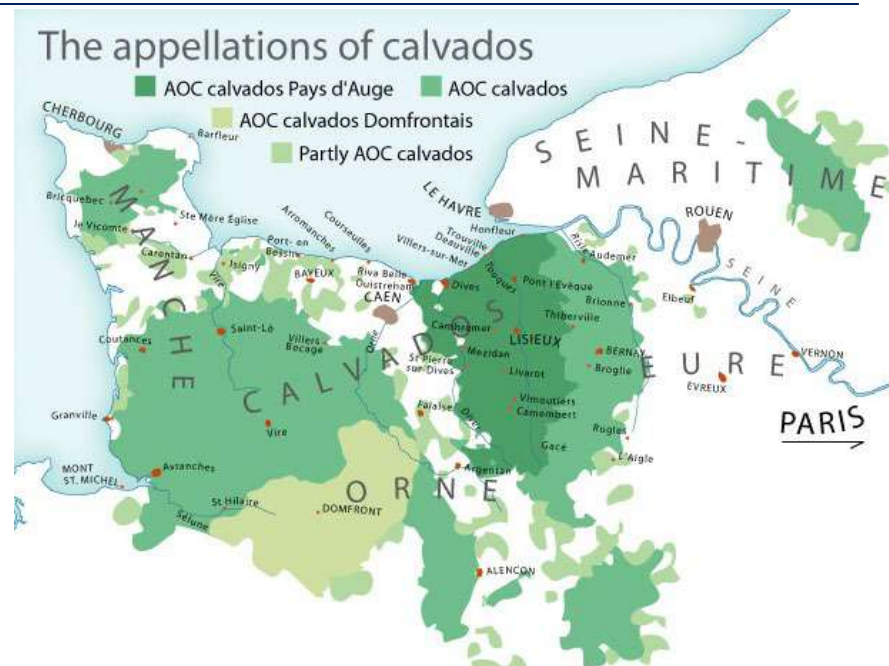 The appellations of calvados
AOC calvados Pays d'Auge
AOC calvados
AOC calvados Domfrontais
Partly AOC calvados
CHERBOURG
Barfleur
Bricquebec
le Vicomte
Ste Mère Église
Carentan
MANCHE
Vire
Isigny
Port-en
Bessin
Arromanches
Courseulles
BAYEUX
Riva Belle
Ouistreham
CAEN
Orne
Villers-sur-Mer
Trouville
Deauville
Honfleur
LE HAVRE
SEINE-
MARITIME
ROUEN
SEINE
Risle
Audemer
Touques
Pont l'Evêque
Dives
Brionne
Elbeuf
Thiberville
Cambremer
LISIEUX
BERNAY
Broglie
Mezidan
St Pierre
sur-Dives
Livarot
EURE
EVREUX
VERNON
PARIS
Coutances
Saint-Lô
Villers
Bocage
CALVADOS
Granville
Vire
Falaise
Dives
Vimoutiers
Camembert
Gacé
Rugles
L'Aigle
Argentan
Avranches
MONT
ST. MICHEL
St Hilaire
Sélune
DOMFRONT
ORNE
ALENCON